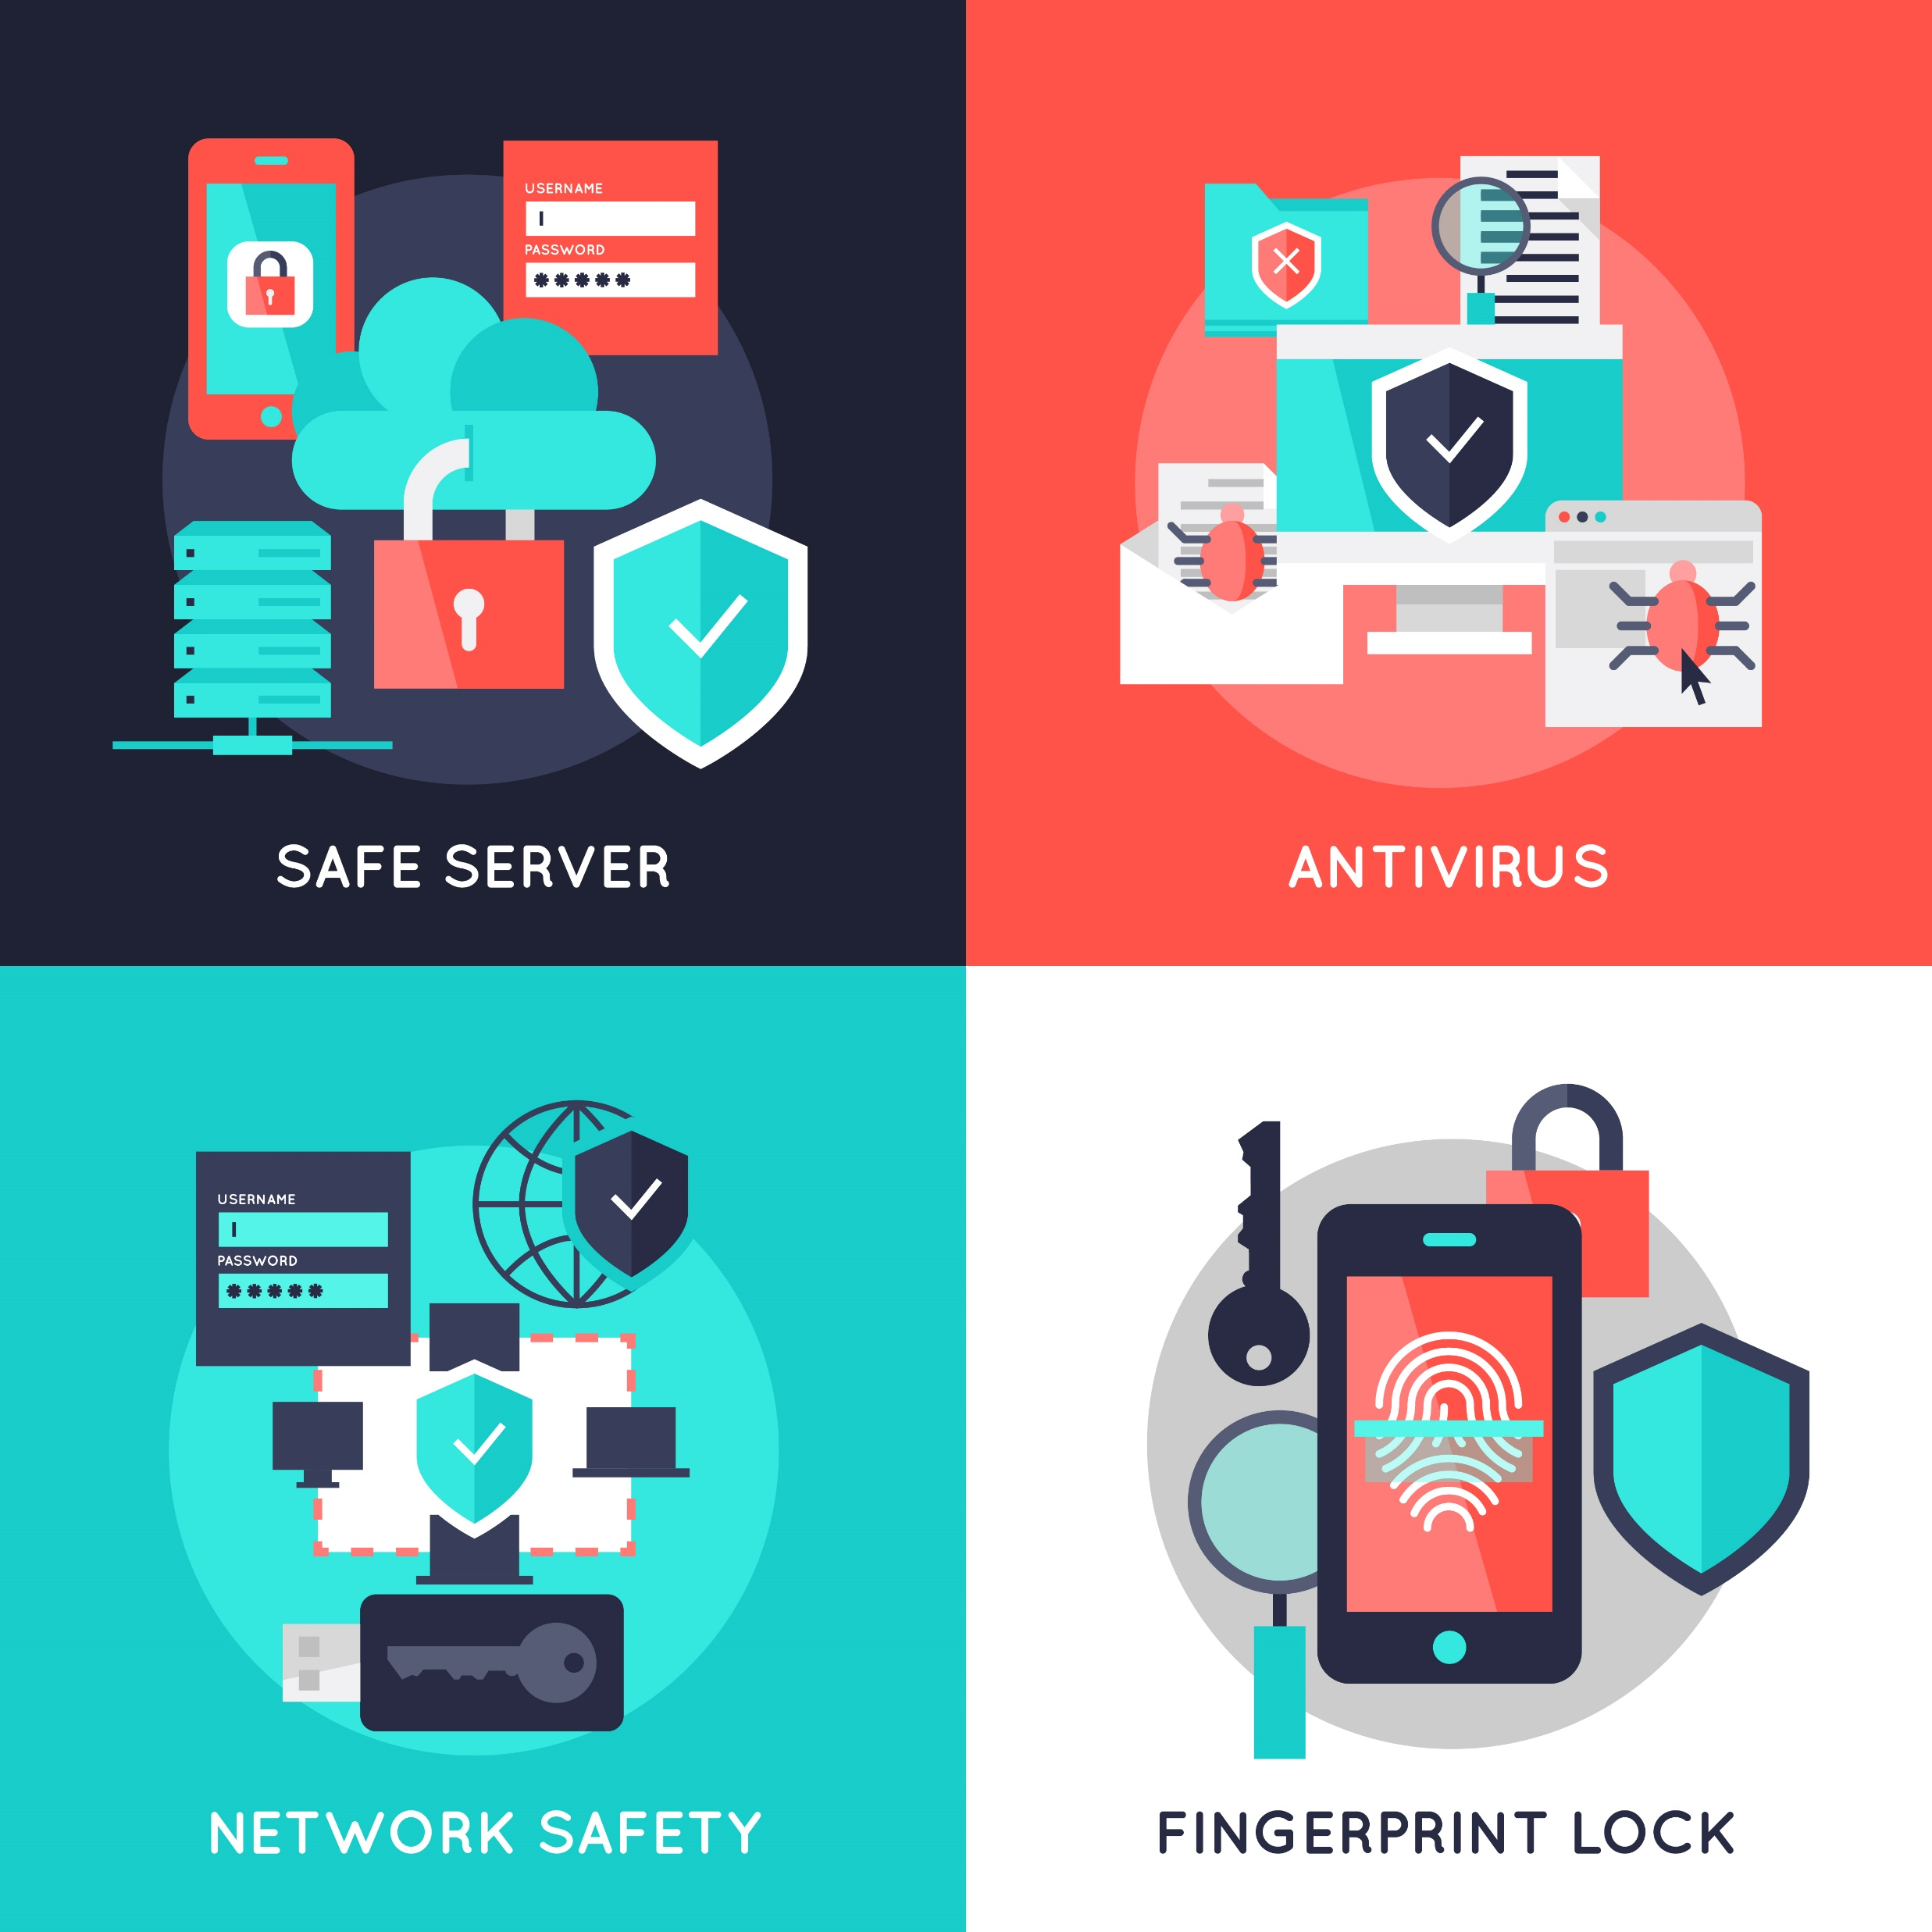 USERNAME
PASSWORD
*****
SAFE SERVER
ANTIVIRUS
USERNAME
PASSWORD
*****
NETWORK SAFETY
FINGERPRINT LOCK